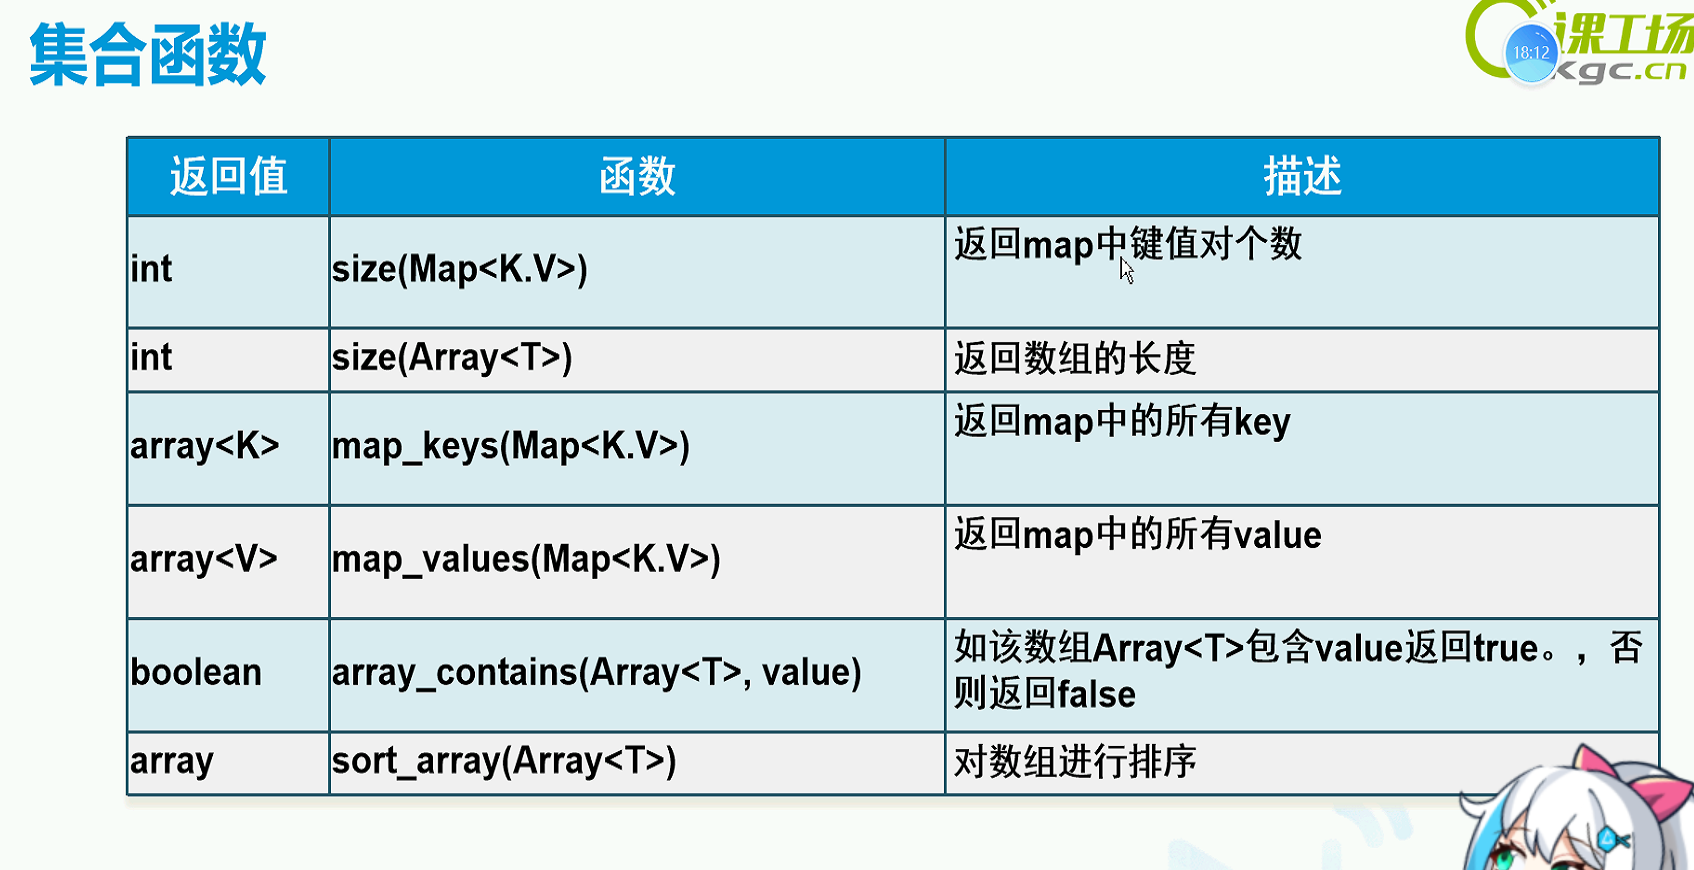 集合函数
课工场
kgc.cn
18:12
返回值 函数 描述
int size(Map<K.V>) 返回map中键值对个数
int size(Array<T>) 返回数组的长度
array<K> map_keys(Map<K.V>) 返回map中的所有key
array<V> map_values(Map<K.V>) 返回map中的所有value
boolean array_contains(Array<T>, value) 如该数组Array<T>包含value返回true。，否
则返回false
array sort_array(Array<T>) 对数组进行排序